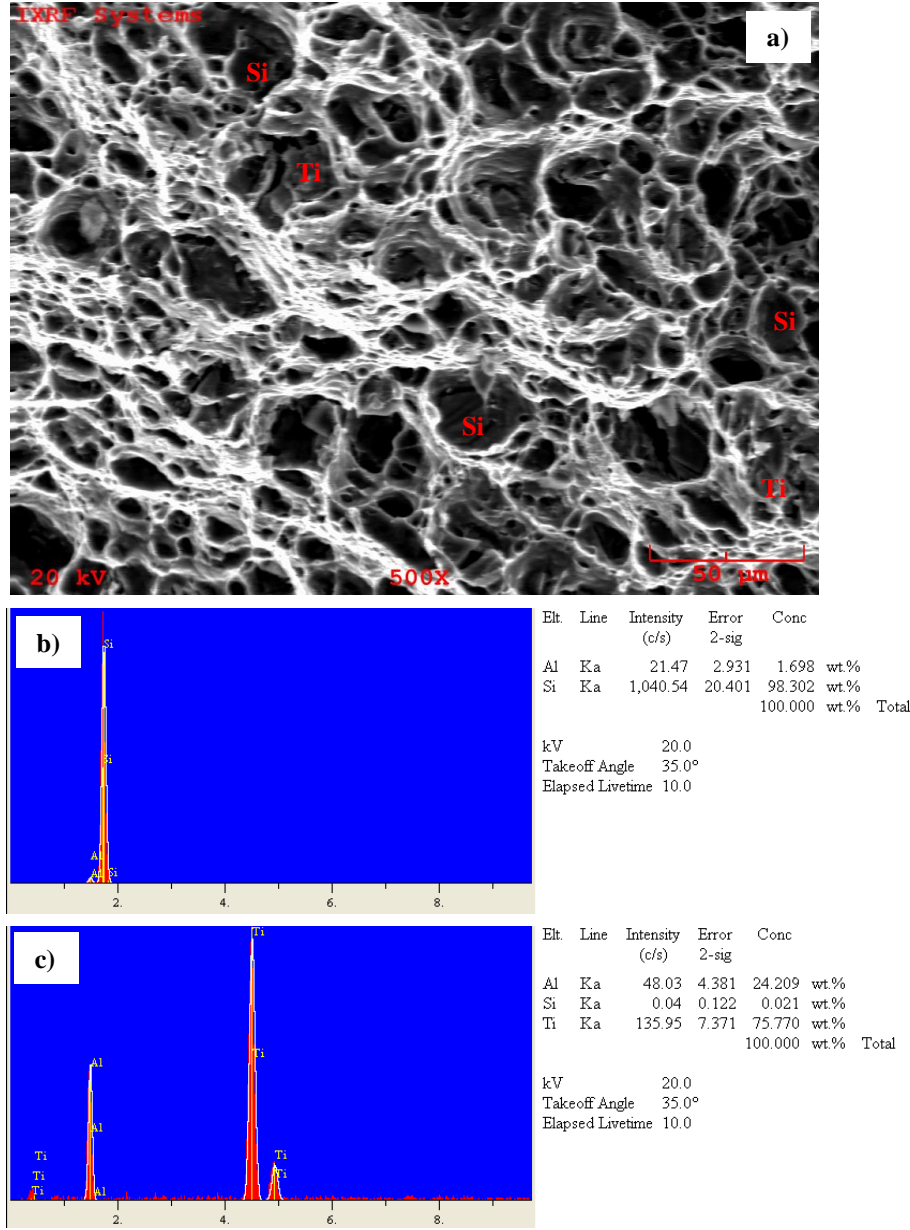 IXRF Systems
a)
Si
Ti
Si
Si
Ti
20 kV 500X 50 µm
b)
Si
Si
Al
Al Si
2. 4. 6. 8.
Elt. Line Intensity Error Conc
(c/s) 2-sig
Al Ka 21.47 2.931 1.698 wt.%
Si Ka 1,040.54 20.401 98.302 wt.%
100.000 wt.% Total
kV 20.0
Takeoff Angle 35.0°
Elapsed Livetime 10.0
c)
Ti
Ti
Al
Al
Al
Ti
Ti
Ti
Ti
Ti
2. 4. 6. 8.
Elt. Line Intensity Error Conc
(c/s) 2-sig
Al Ka 48.03 4.381 24.209 wt.%
Si Ka 0.04 0.122 0.021 wt.%
Ti Ka 135.95 7.371 75.770 wt.%
100.000 wt.% Total
kV 20.0
Takeoff Angle 35.0°
Elapsed Livetime 10.0